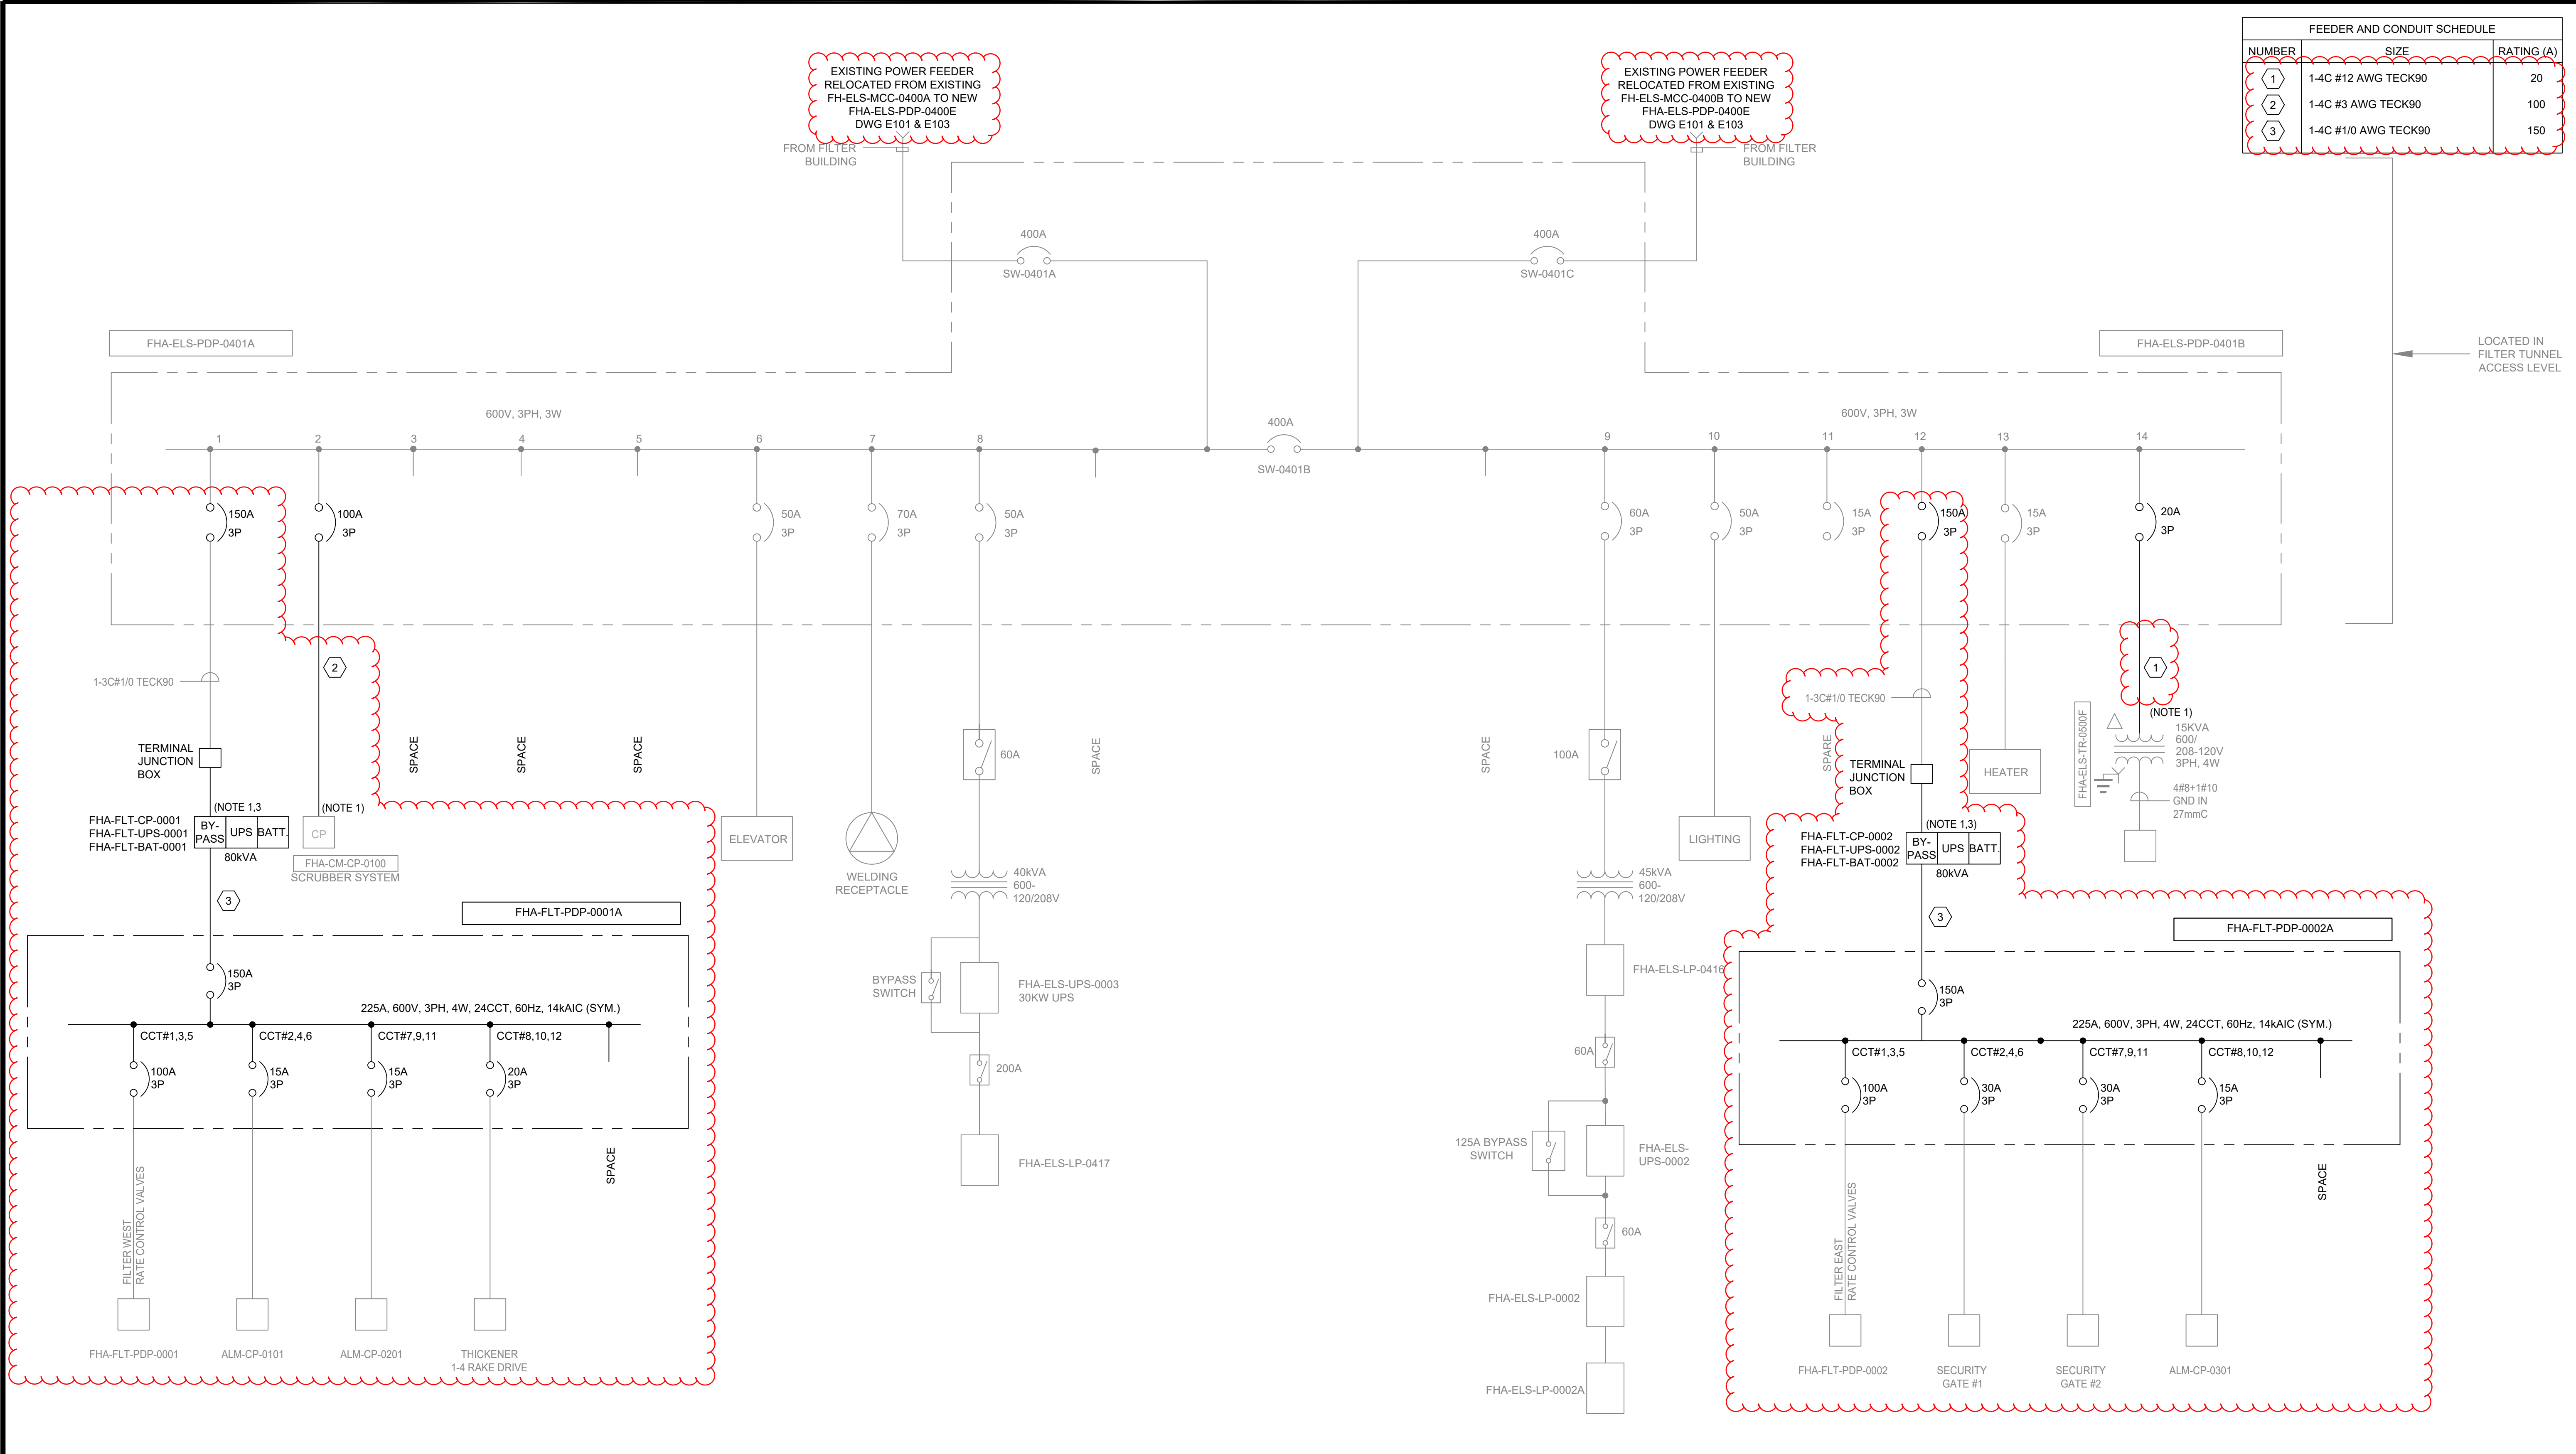 FEEDER AND CONDUIT SCHEDULE
NUMBER SIZE RATING (A)
1 1-4C #12 AWG TECK90 20
2 1-4C #3 AWG TECK90 100
3 1-4C #1/0 AWG TECK90 150
EXISTING POWER FEEDER
RELOCATED FROM EXISTING
FH-ELS-MCC-0400A TO NEW
FHA-ELS-PDP-0400E
DWG E101 & E103
FROM FILTER
BUILDING
EXISTING POWER FEEDER
RELOCATED FROM EXISTING
FH-ELS-MCC-0400B TO NEW
FHA-ELS-PDP-0400E
DWG E101 & E103
FROM FILTER
BUILDING
400A
SW-0401A
400A
SW-0401C
FHA-ELS-PDP-0401A
FHA-ELS-PDP-0401B
LOCATED IN
FILTER TUNNEL
ACCESS LEVEL
600V, 3PH, 3W
400A
SW-0401B
600V, 3PH, 3W
1 2 3 4 5 6 7 8 9 10 11 12 13 14
150A
3P
100A
3P
50A
3P
70A
3P
50A
3P
60A
3P
50A
3P
15A
3P
150A
3P
15A
3P
20A
3P
1-3C#1/0 TECK90
2
TERMINAL
JUNCTION
BOX
(NOTE 1,3
FHA-FLT-CP-0001
FHA-FLT-UPS-0001
FHA-FLT-BAT-0001
BY-
PASS
UPS
BATT.
80kVA
(NOTE 1)
CP
FHA-CM-CP-0100
SCRUBBER SYSTEM
3
SPACE
SPACE
SPACE
ELEVATOR
WELDING
RECEPTACLE
60A
SPACE
40kVA
600-
120/208V
BYPASS
SWITCH
FHA-ELS-UPS-0003
30KW UPS
200A
FHA-ELS-LP-0417
SPACE
100A
45kVA
600-
120/208V
FHA-ELS-LP-0416
60A
125A BYPASS
SWITCH
FHA-ELS-
UPS-0002
60A
FHA-ELS-LP-0002
FHA-ELS-LP-0002A
LIGHTING
SPARE
1-3C#1/0 TECK90
TERMINAL
JUNCTION
BOX
(NOTE 1,3)
FHA-FLT-CP-0002
FHA-FLT-UPS-0002
FHA-FLT-BAT-0002
BY-
PASS
UPS
BATT.
80kVA
3
HEATER
1
(NOTE 1)
FHA-ELS-TR-0500F
15KVA
600/
208-120V
3PH, 4W
4#8+1#10
GND IN
27mmC
FHA-FLT-PDP-0001A
150A
3P
225A, 600V, 3PH, 4W, 24CCT, 60Hz, 14kAIC (SYM.)
CCT#1,3,5 CCT#2,4,6 CCT#7,9,11 CCT#8,10,12
100A
3P
15A
3P
15A
3P
20A
3P
SPACE
FILTER WEST
RATE CONTROL VALVES
FHA-FLT-PDP-0001
ALM-CP-0101
ALM-CP-0201
THICKENER
1-4 RAKE DRIVE
FHA-FLT-PDP-0002A
150A
3P
225A, 600V, 3PH, 4W, 24CCT, 60Hz, 14kAIC (SYM.)
CCT#1,3,5 CCT#2,4,6 CCT#7,9,11 CCT#8,10,12
100A
3P
30A
3P
30A
3P
15A
3P
SPACE
FILTER EAST
RATE CONTROL VALVES
FHA-FLT-PDP-0002
SECURITY
GATE #1
SECURITY
GATE #2
ALM-CP-0301